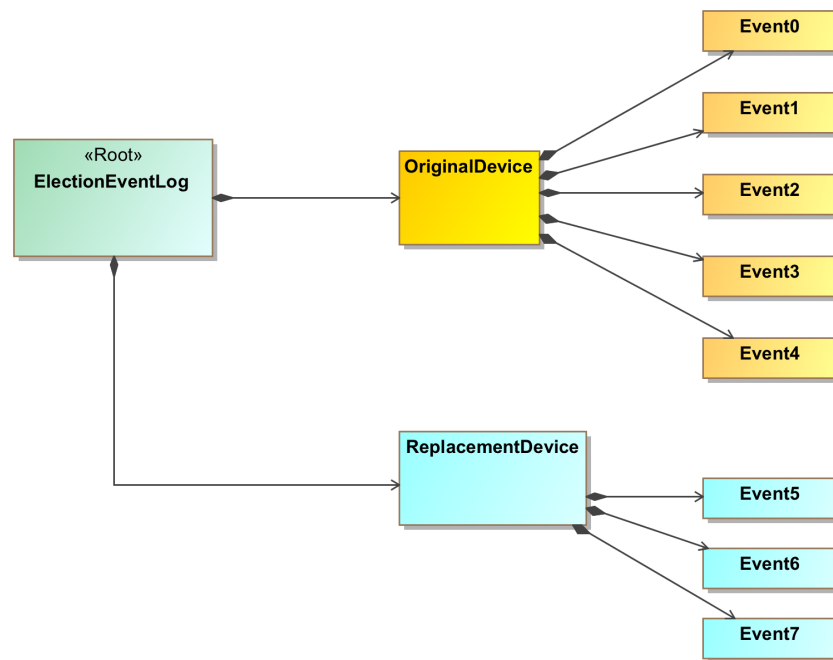 «Root»
ElectionEventLog
OriginalDevice
Event0
Event1
Event2
Event3
Event4
ReplacementDevice
Event5
Event6
Event7